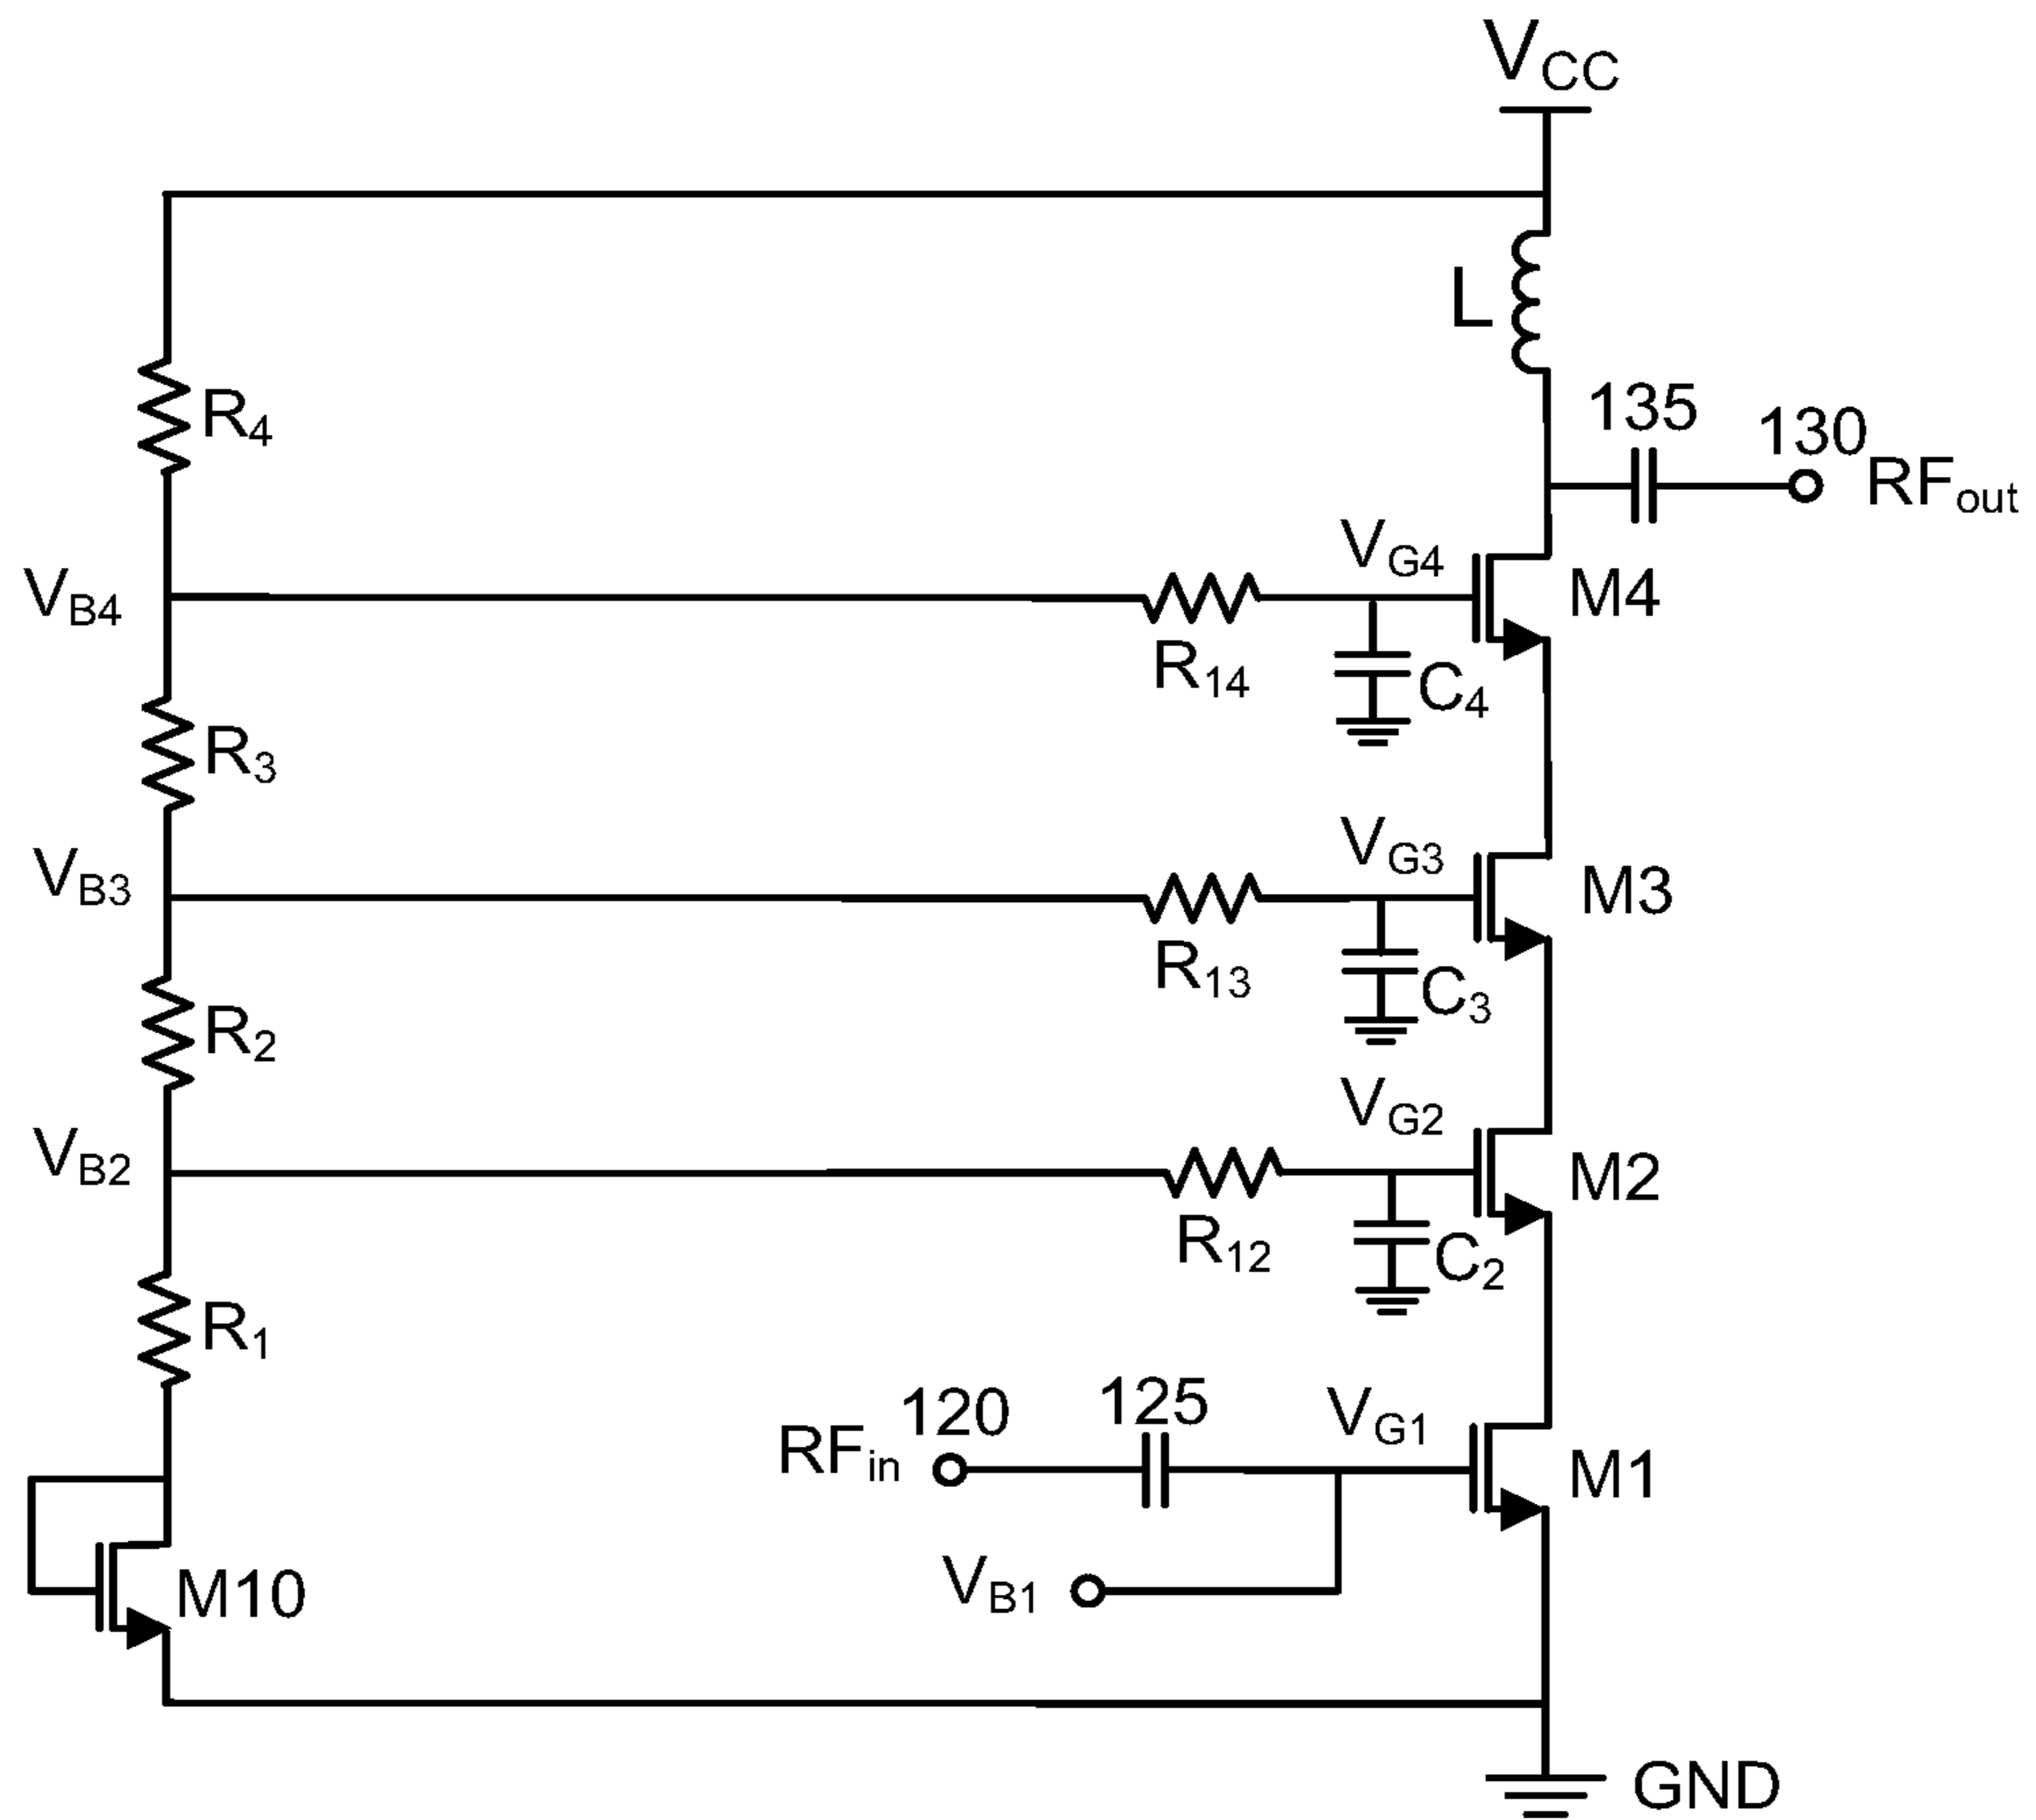 VCC
L
R4
135
130
RFout
VG4
M4
VB4
R14
C4
R3
VG3
M3
VB3
R13
C3
R2
VG2
M2
VB2
R12
C2
R1
120
125
VG1
RFin
M1
VB1
M10
GND